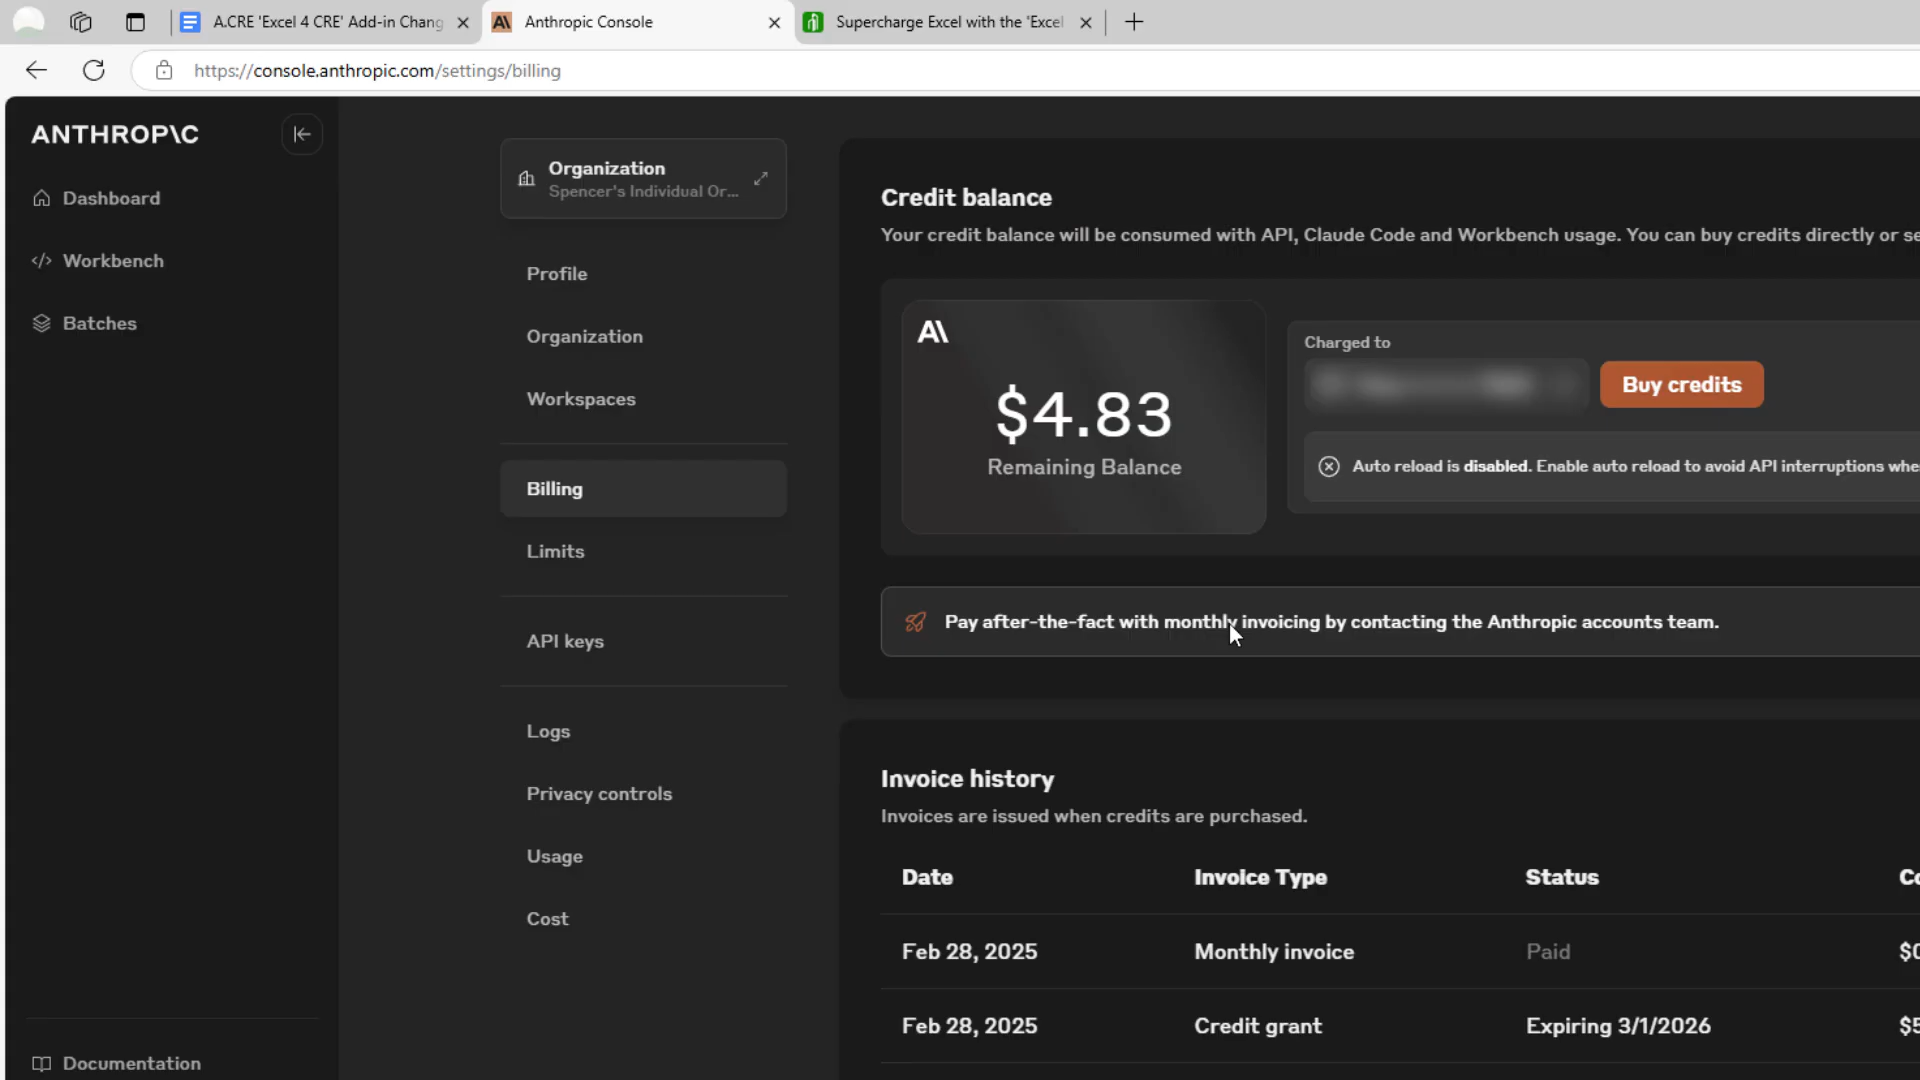 A.CRE 'Excel 4 CRE' Add-in Chang
Anthropic Console
Supercharge Excel with the 'Excel
https://console.anthropic.com/settings/billing
ANTHROP\C
Dashboard
Workbench
Batches
Documentation
Organization
Spencer's Individual Or...
Profile
Organization
Workspaces
Billing
Limits
API keys
Logs
Privacy controls
Usage
Cost
Credit balance
Your credit balance will be consumed with API, Claude Code and Workbench usage. You can buy credits directly or se
A\
$4.83
Remaining Balance
Charged to
Buy credits
Auto reload is disabled. Enable auto reload to avoid API interruptions whe
Pay after-the-fact with monthly invoicing by contacting the Anthropic accounts team.
Invoice history
Invoices are issued when credits are purchased.
Date Invoice Type Status Co
Feb 28, 2025 Monthly invoice Paid $0
Feb 28, 2025 Credit grant Expiring 3/1/2026 $5